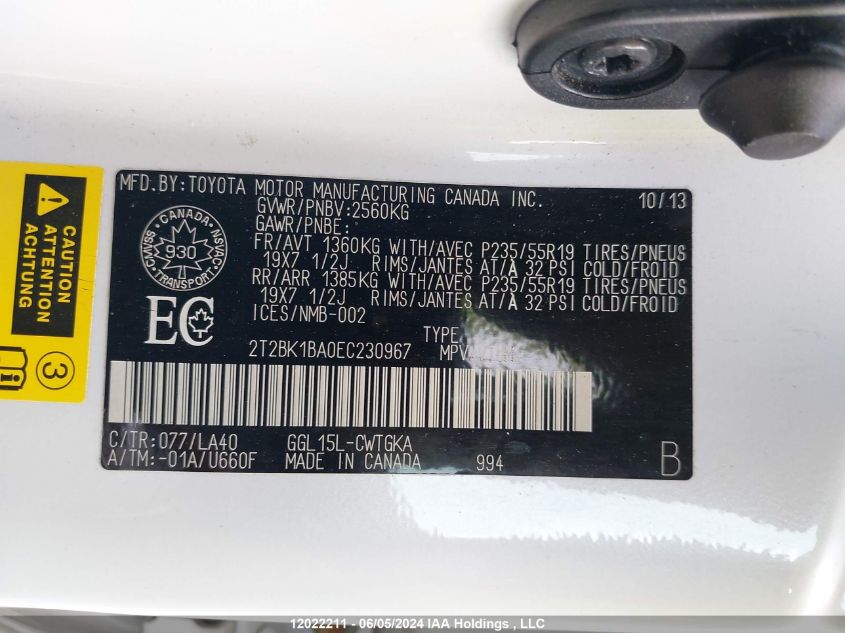 MFD.BY:TOYOTA MOTOR MANUFACTURING CANADA INC. 10/13
GVWR/PNBV:2560KG
GAWR/PNBE:
FR/AVT 1360KG WITH/AVEC P235/55R19 TIRES/PNEUS
19X7 1/2J RIMS/JANTES AT/À 32 PSI COLD/FROID
RR/ARR 1385KG WITH/AVEC P235/55R19 TIRES/PNEUS
19X7 1/2J RIMS/JANTES AT/À 32 PSI COLD/FROID
ICES/NMB-002
CANADA
CMVSS 930 NSVAC
TRANSPORT
EC
TYPE
2T2BK1BA0EC230967 MPV
C/TR:077/LA40 GGL15L-CWTGKA
A/TM:-01A/U660F MADE IN CANADA 994 B
CAUTION
ATTENTION
ACHTUNG
3
12022211 - 06/05/2024 IAA Holdings , LLC